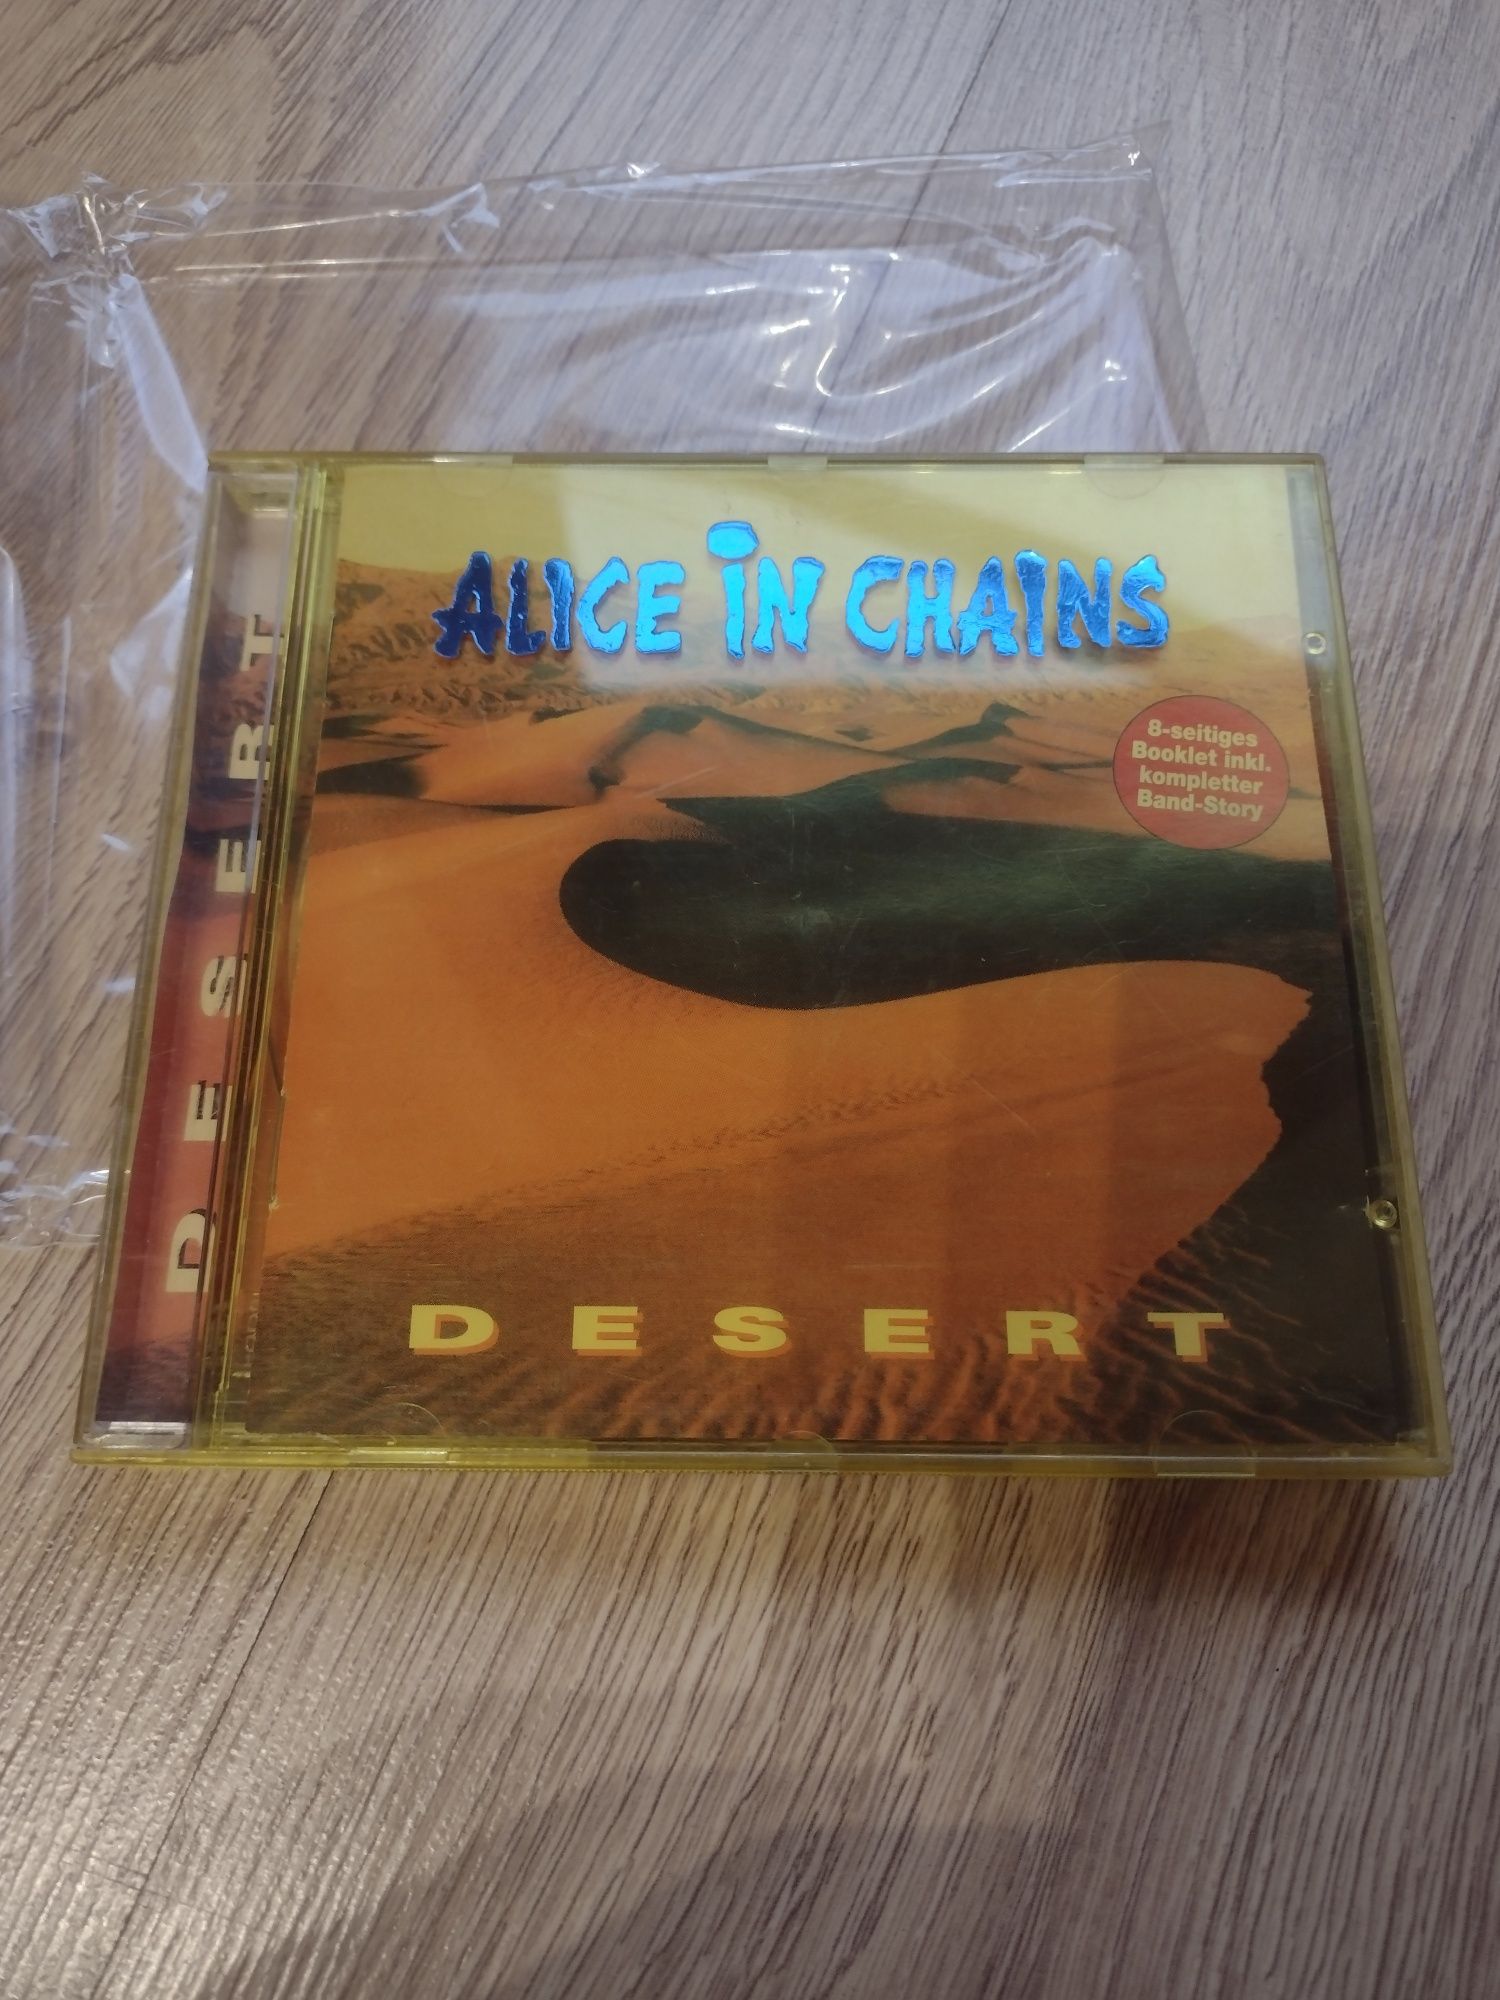 ALICE IN CHAINS
8-seitiges
Booklet inkl.
kompletter
Band-Story
DESERT
DESERT